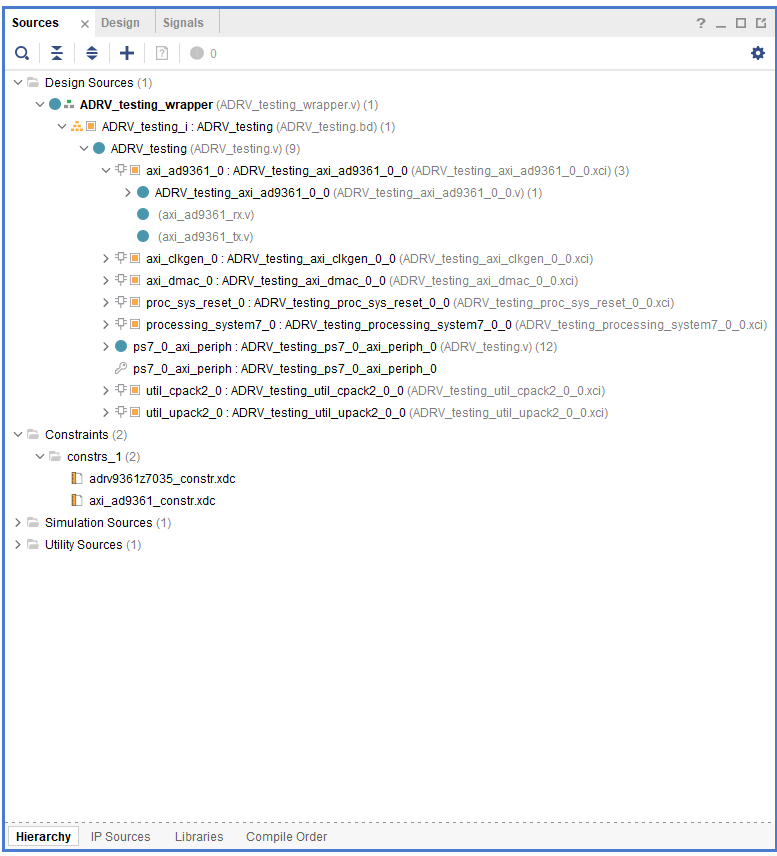 Sources × Design Signals ? _
0
Design Sources (1)
ADRV_testing_wrapper (ADRV_testing_wrapper.v) (1)
ADRV_testing_i : ADRV_testing (ADRV_testing.bd) (1)
ADRV_testing (ADRV_testing.v) (9)
axi_ad9361_0 : ADRV_testing_axi_ad9361_0_0 (ADRV_testing_axi_ad9361_0_0.xci) (3)
ADRV_testing_axi_ad9361_0_0 (ADRV_testing_axi_ad9361_0_0.v) (1)
(axi_ad9361_rx.v)
(axi_ad9361_tx.v)
axi_clkgen_0 : ADRV_testing_axi_clkgen_0_0 (ADRV_testing_axi_clkgen_0_0.xci)
axi_dmac_0 : ADRV_testing_axi_dmac_0_0 (ADRV_testing_axi_dmac_0_0.xci)
proc_sys_reset_0 : ADRV_testing_proc_sys_reset_0_0 (ADRV_testing_proc_sys_reset_0_0.xci)
processing_system7_0 : ADRV_testing_processing_system7_0_0 (ADRV_testing_processing_system7_0_0.xci)
ps7_0_axi_periph : ADRV_testing_ps7_0_axi_periph_0 (ADRV_testing.v) (12)
ps7_0_axi_periph : ADRV_testing_ps7_0_axi_periph_0
util_cpack2_0 : ADRV_testing_util_cpack2_0_0 (ADRV_testing_util_cpack2_0_0.xci)
util_upack2_0 : ADRV_testing_util_upack2_0_0 (ADRV_testing_util_upack2_0_0.xci)
Constraints (2)
constrs_1 (2)
adrv9361z7035_constr.xdc
axi_ad9361_constr.xdc
Simulation Sources (1)
Utility Sources (1)
Hierarchy IP Sources Libraries Compile Order